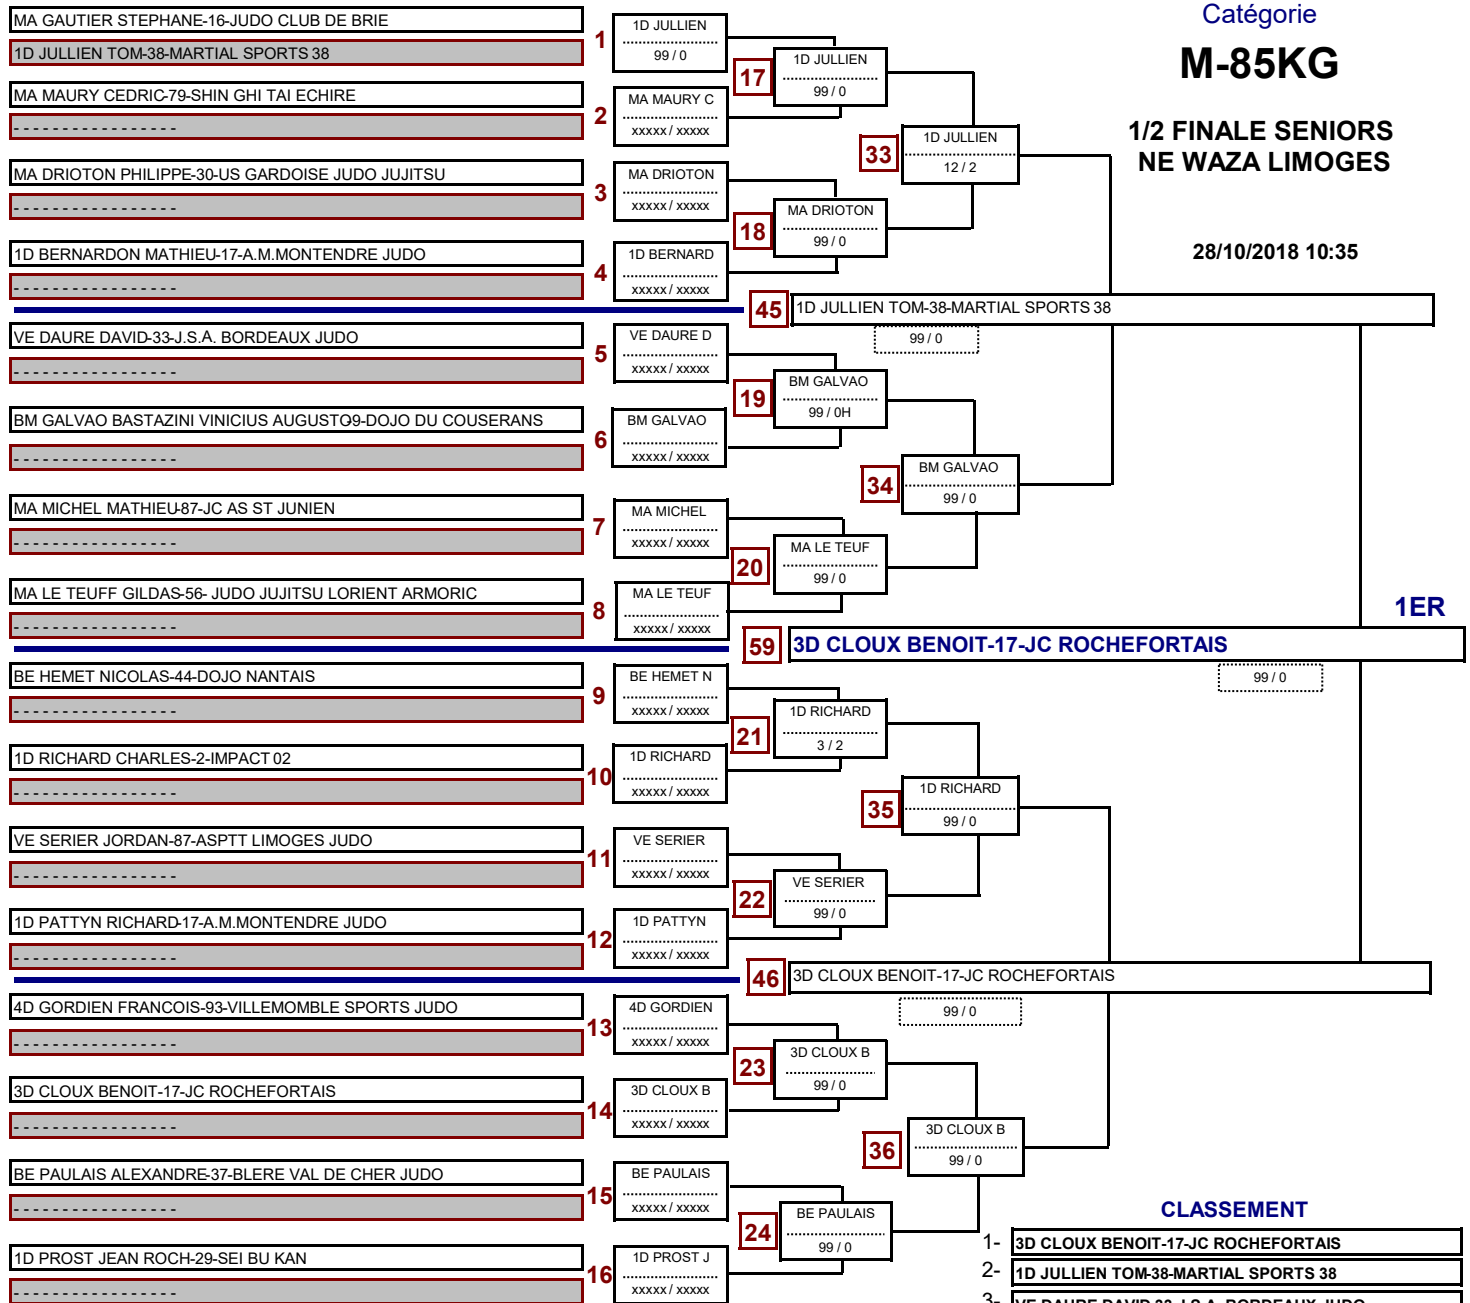 Catégorie
M-85KG
1/2 FINALE SENIORS
NE WAZA LIMOGES
28/10/2018 10:35
MA GAUTIER STEPHANE-16-JUDO CLUB DE BRIE
1D JULLIEN TOM-38-MARTIAL SPORTS 38
1
1D JULLIEN
99 / 0
MA MAURY CEDRIC-79-SHIN GHI TAI ECHIRE
- - - - - - - - - - - - - - - - -
2
MA MAURY C
xxxxx / xxxxx
17
1D JULLIEN
99 / 0
MA DRIOTON PHILIPPE-30-US GARDOISE JUDO JUJITSU
- - - - - - - - - - - - - - - - -
3
MA DRIOTON
xxxxx / xxxxx
33
1D JULLIEN
12 / 2
1D BERNARDON MATHIEU-17-A.M.MONTENDRE JUDO
- - - - - - - - - - - - - - - - -
4
1D BERNARD
xxxxx / xxxxx
18
MA DRIOTON
99 / 0
45
1D JULLIEN TOM-38-MARTIAL SPORTS 38
99 / 0
VE DAURE DAVID-33-J.S.A. BORDEAUX JUDO
- - - - - - - - - - - - - - - - -
5
VE DAURE D
xxxxx / xxxxx
BM GALVAO BASTAZINI VINICIUS AUGUSTO-9-DOJO DU COUSERANS
- - - - - - - - - - - - - - - - -
6
BM GALVAO
xxxxx / xxxxx
19
BM GALVAO
99 / 0H
34
BM GALVAO
99 / 0
MA MICHEL MATHIEU-87-JC AS ST JUNIEN
- - - - - - - - - - - - - - - - -
7
MA MICHEL
xxxxx / xxxxx
20
MA LE TEUF
99 / 0
MA LE TEUFF GILDAS-56- JUDO JUJITSU LORIENT ARMORIC
- - - - - - - - - - - - - - - - -
8
MA LE TEUF
xxxxx / xxxxx
1ER
59
3D CLOUX BENOIT-17-JC ROCHEFORTAIS
99 / 0
BE HEMET NICOLAS-44-DOJO NANTAIS
- - - - - - - - - - - - - - - - -
9
BE HEMET N
xxxxx / xxxxx
21
1D RICHARD
3 / 2
1D RICHARD CHARLES-2-IMPACT 02
- - - - - - - - - - - - - - - - -
10
1D RICHARD
xxxxx / xxxxx
35
1D RICHARD
99 / 0
VE SERIER JORDAN-87-ASPTT LIMOGES JUDO
- - - - - - - - - - - - - - - - -
11
VE SERIER
xxxxx / xxxxx
22
VE SERIER
99 / 0
1D PATTYN RICHARD-17-A.M.MONTENDRE JUDO
- - - - - - - - - - - - - - - - -
12
1D PATTYN
xxxxx / xxxxx
46
3D CLOUX BENOIT-17-JC ROCHEFORTAIS
99 / 0
4D GORDIEN FRANCOIS-93-VILLEMOMBLE SPORTS JUDO
- - - - - - - - - - - - - - - - -
13
4D GORDIEN
xxxxx / xxxxx
23
3D CLOUX B
99 / 0
3D CLOUX BENOIT-17-JC ROCHEFORTAIS
- - - - - - - - - - - - - - - - -
14
3D CLOUX B
xxxxx / xxxxx
36
3D CLOUX B
99 / 0
BE PAULAIS ALEXANDRE-37-BLERE VAL DE CHER JUDO
- - - - - - - - - - - - - - - - -
15
BE PAULAIS
xxxxx / xxxxx
24
BE PAULAIS
99 / 0
1D PROST JEAN ROCH-29-SEI BU KAN
- - - - - - - - - - - - - - - - -
16
1D PROST J
xxxxx / xxxxx
CLASSEMENT
1- 3D CLOUX BENOIT-17-JC ROCHEFORTAIS
2- 1D JULLIEN TOM-38-MARTIAL SPORTS 38
3- VE DAURE DAVID-33-J.S.A. BORDEAUX JUDO